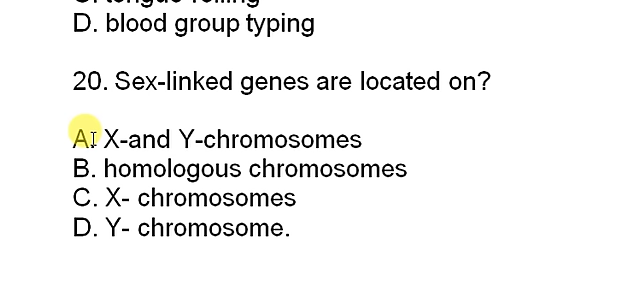 D. blood group typing
20. Sex-linked genes are located on?
A. X-and Y-chromosomes
B. homologous chromosomes
C. X- chromosomes
D. Y- chromosome.